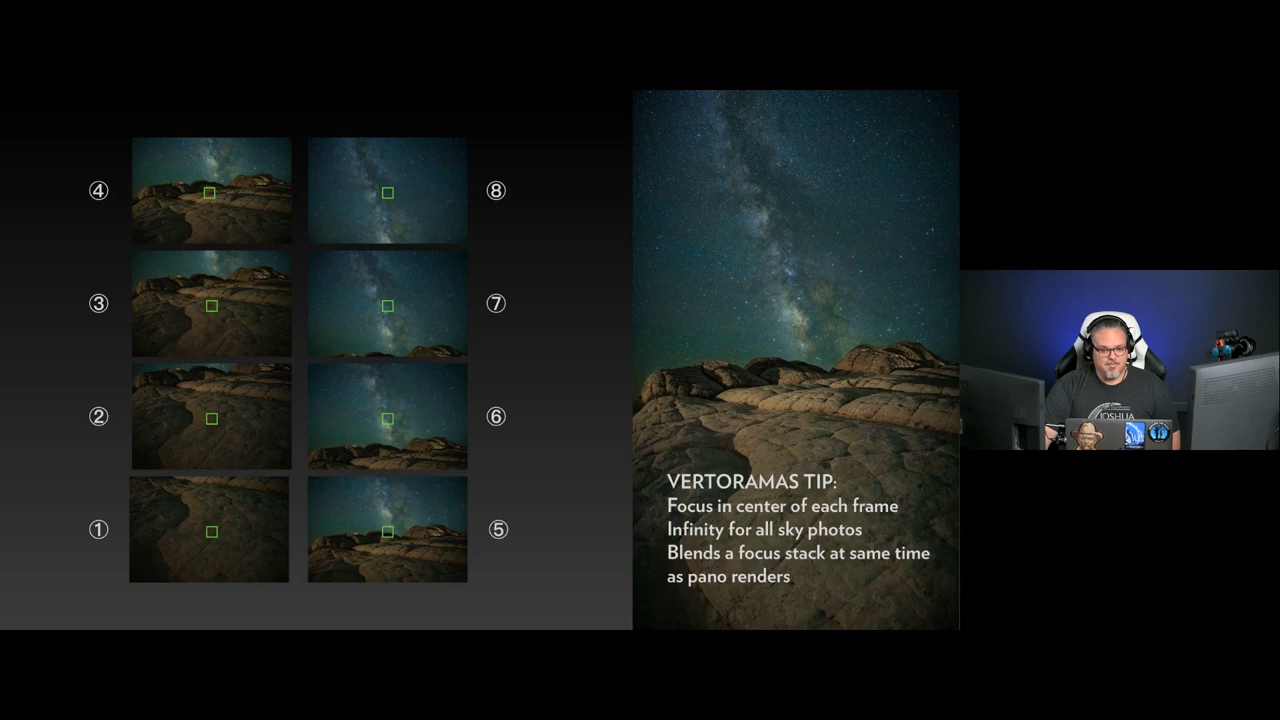 ④
⑧
③
⑦
②
⑥
①
⑤
VERTORAMAS TIP:
Focus in center of each frame
Infinity for all sky photos
Blends a focus stack at same time
as pano renders
JOSHUA